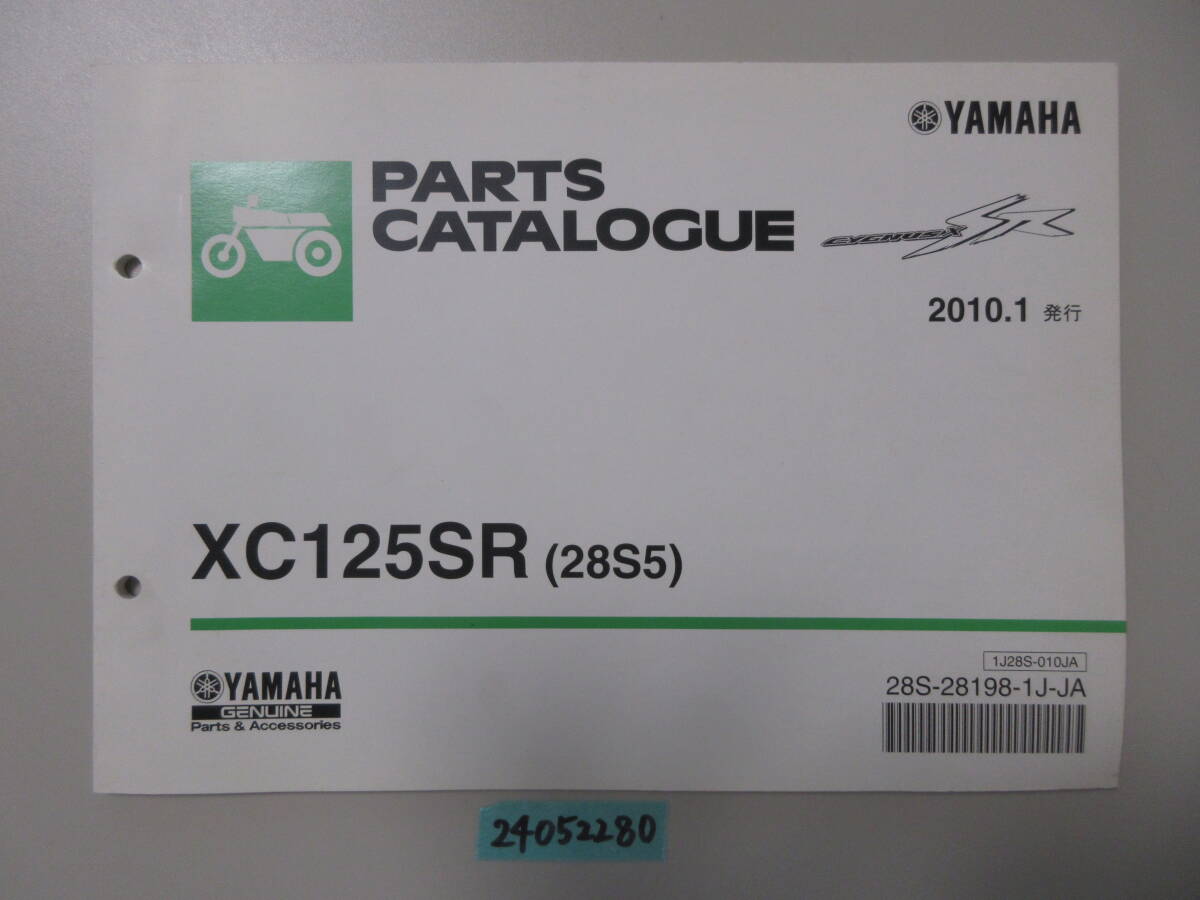 YAMAHA
PARTS
CATALOGUE
CYGNUS-X SR
2010.1 発行
XC125SR (28S5)
1J28S-010JA
28S-28198-1J-JA
YAMAHA
GENUINE
Parts & Accessories
24052280